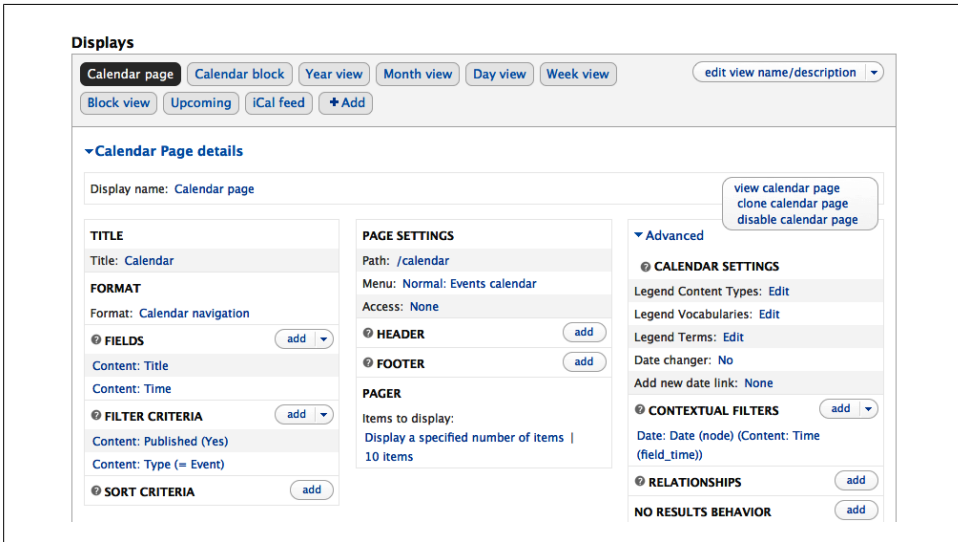 Displays
Calendar page Calendar block Year view Month view Day view Week view edit view name/description
Block view Upcoming iCal feed +Add
Calendar Page details
Display name: Calendar page
view calendar page
clone calendar page
disable calendar page
TITLE
Title: Calendar
FORMAT
Format: Calendar navigation
FIELDS add
Content: Title
Content: Time
FILTER CRITERIA add
Content: Published (Yes)
Content: Type (= Event)
SORT CRITERIA add
PAGE SETTINGS
Path: /calendar
Menu: Normal: Events calendar
Access: None
HEADER add
FOOTER add
PAGER
Items to display:
Display a specified number of items |
10 items
Advanced
CALENDAR SETTINGS
Legend Content Types: Edit
Legend Vocabularies: Edit
Legend Terms: Edit
Date changer: No
Add new date link: None
CONTEXTUAL FILTERS add
Date: Date (node) (Content: Time
(field_time))
RELATIONSHIPS add
NO RESULTS BEHAVIOR add